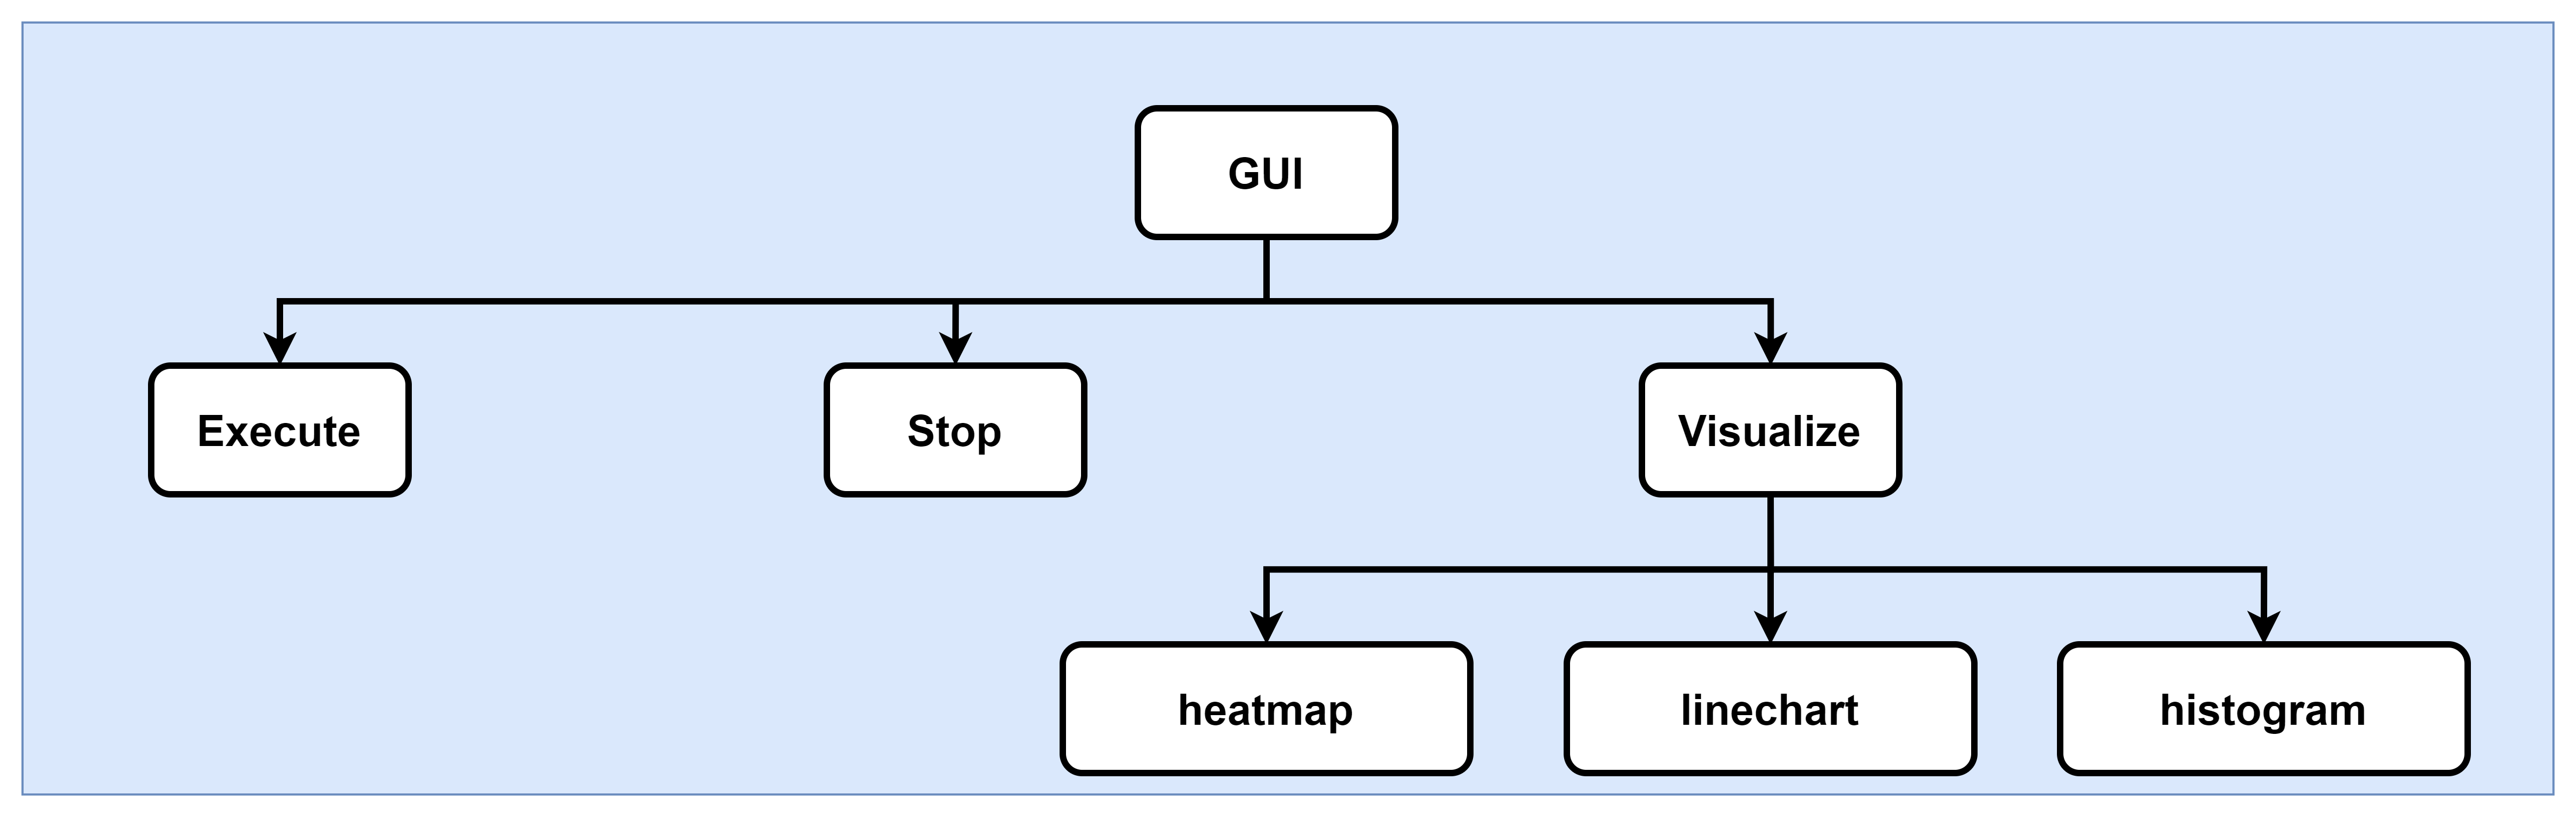 GUI
Execute
Stop
Visualize
heatmap
linechart
histogram